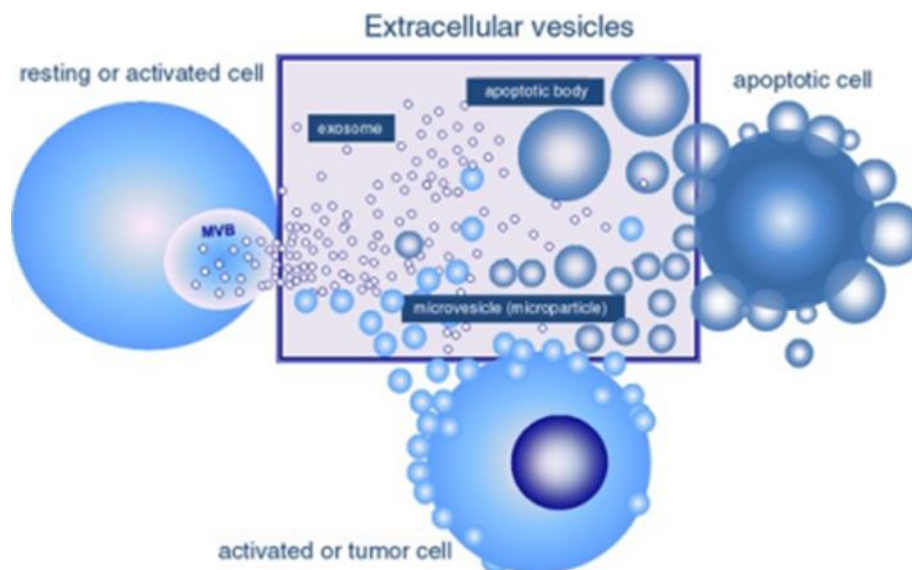 Extracellular vesicles
resting or activated cell
apoptotic cell
apoptotic body
exosome
MVB
microvesicle (microparticle)
activated or tumor cell